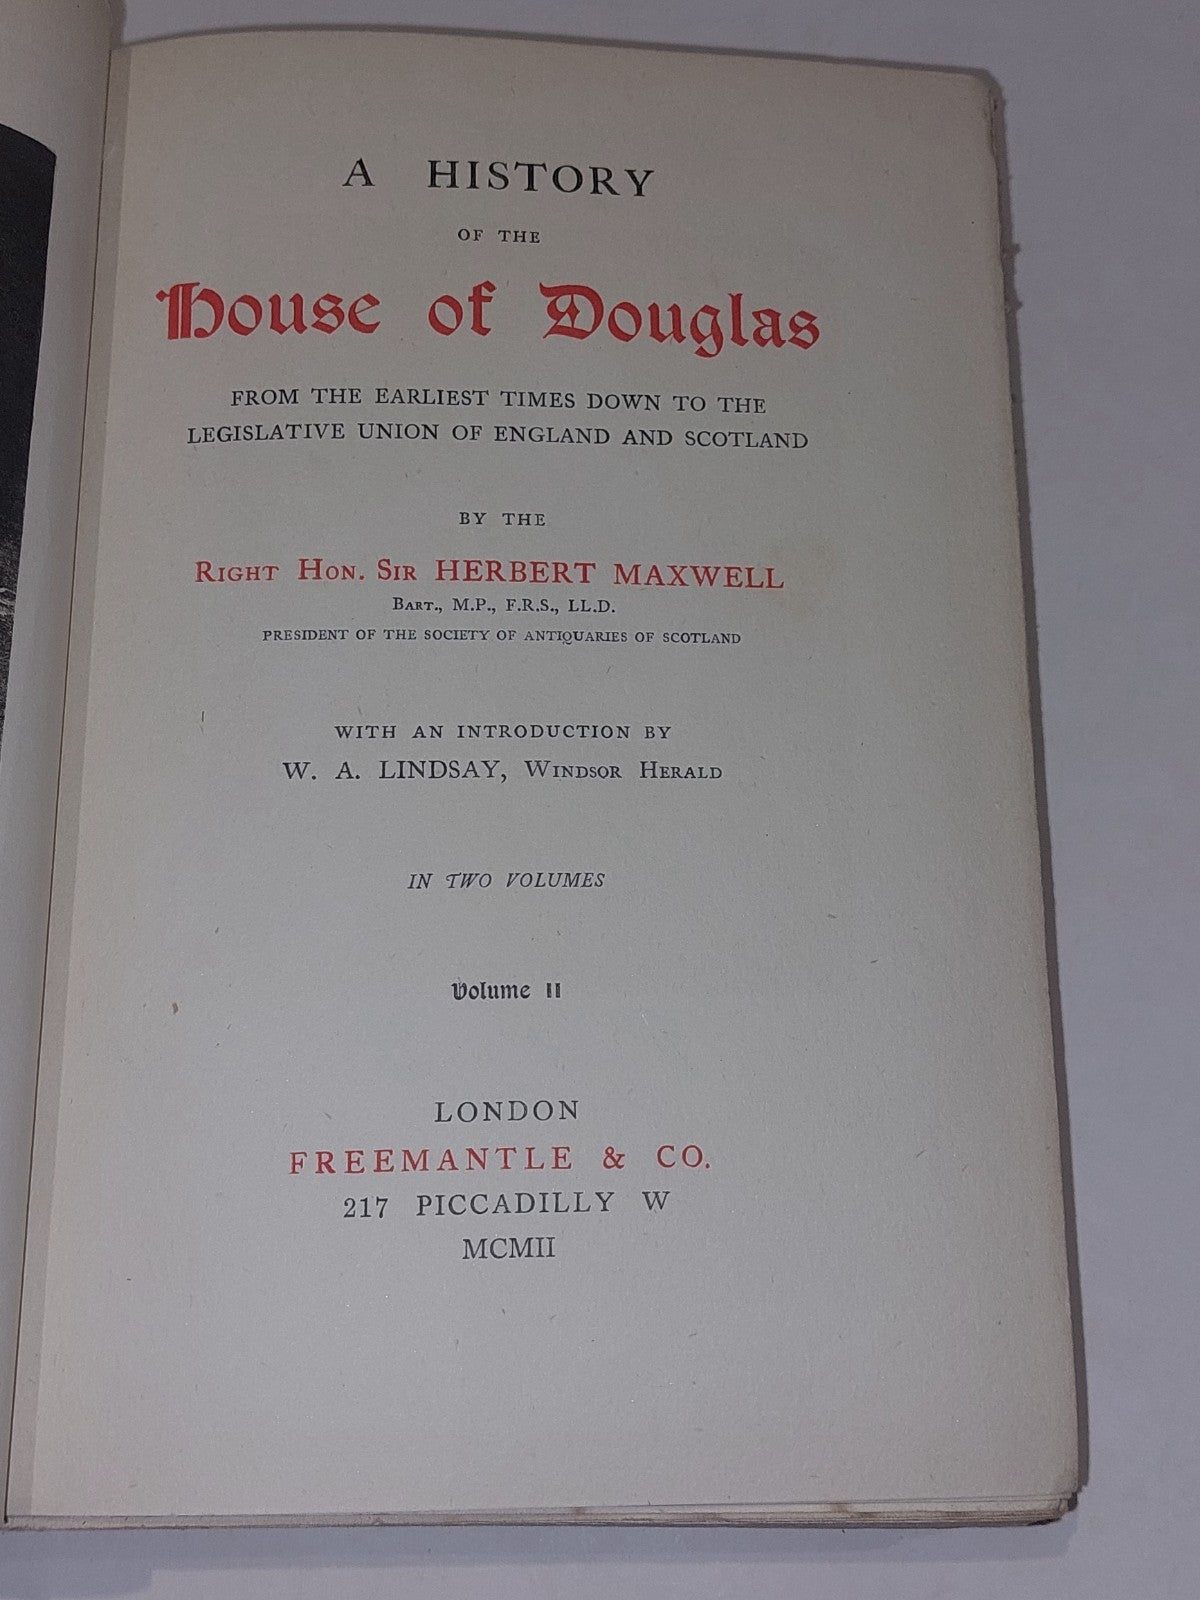 A HISTORY
OF THE
House of Douglas
FROM THE EARLIEST TIMES DOWN TO THE
LEGISLATIVE UNION OF ENGLAND AND SCOTLAND
BY THE
RIGHT HON. SIR HERBERT MAXWELL
BART., M.P., F.R.S., LL.D.
PRESIDENT OF THE SOCIETY OF ANTIQUARIES OF SCOTLAND
WITH AN INTRODUCTION BY
W. A. LINDSAY, WINDSOR HERALD
IN TWO VOLUMES
Volume II
LONDON
FREEMANTLE & CO.
217 PICCADILLY W
MCMII